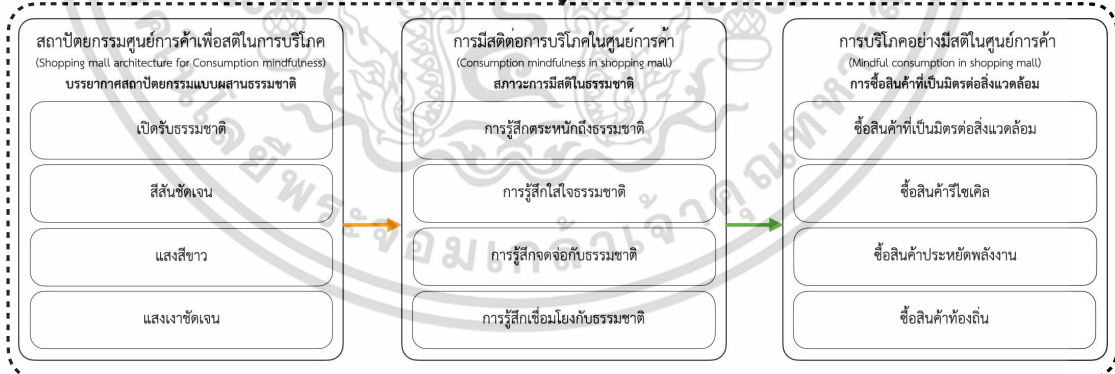 สถาปัตยกรรมศูนย์การค้าเพื่อสติในการบริโภค
(Shopping mall architecture for Consumption mindfulness)
บรรยากาศสถาปัตยกรรมแบบผสานธรรมชาติ
เปิดรับธรรมชาติ
สีสันชัดเจน
แสงสีขาว
แสงเงาชัดเจน
การมีสติต่อการบริโภคในศูนย์การค้า
(Consumption mindfulness in shopping mall)
สภาวะการมีสติในธรรมชาติ
การรู้สึกตระหนักถึงธรรมชาติ
การรู้สึกใส่ใจธรรมชาติ
การรู้สึกจดจ่อกับธรรมชาติ
การรู้สึกเชื่อมโยงกับธรรมชาติ
การบริโภคอย่างมีสติในศูนย์การค้า
(Mindful consumption in shopping mall)
การซื้อสินค้าที่เป็นมิตรต่อสิ่งแวดล้อม
ซื้อสินค้าที่เป็นมิตรต่อสิ่งแวดล้อม
ซื้อสินค้ารีไซเคิล
ซื้อสินค้าประหยัดพลังงาน
ซื้อสินค้าท้องถิ่น